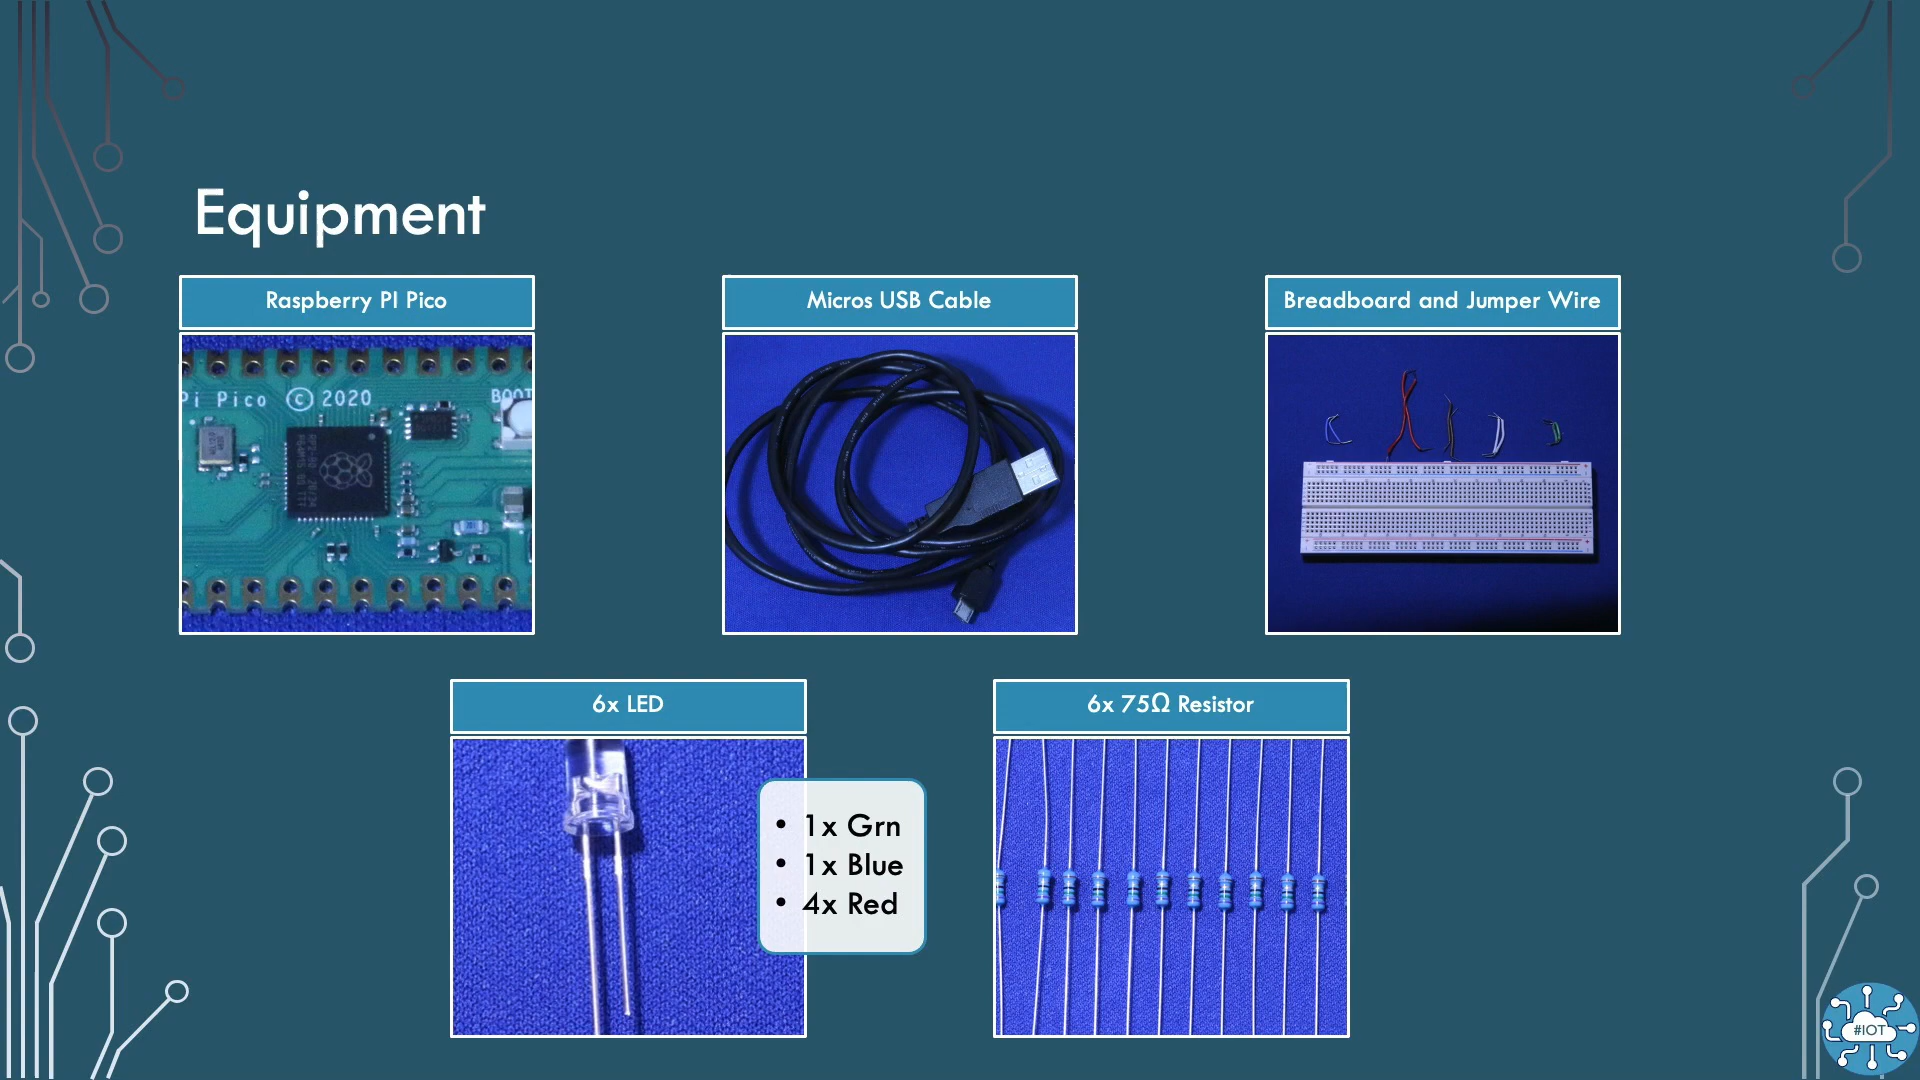 Equipment
Raspberry PI Pico
Micros USB Cable
Breadboard and Jumper Wire
Pi Pico © 2020
BOOT
6x LED
6x 75Ω Resistor
• 1x Grn
• 1x Blue
• 4x Red
#IOT